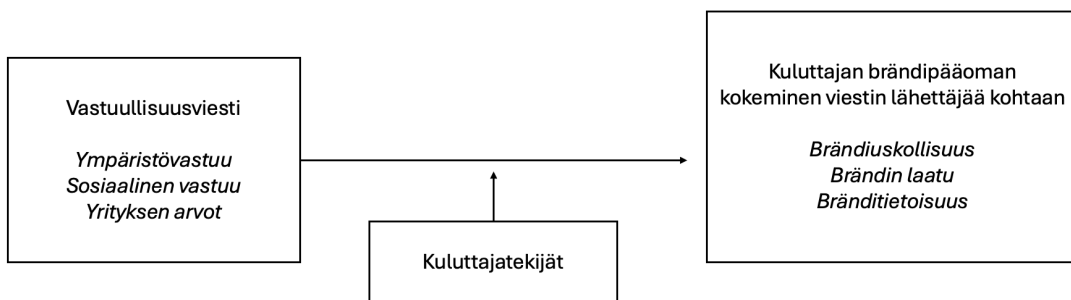 Vastuullisuusviesti
Ympäristövastuu
Sosiaalinen vastuu
Yrityksen arvot
Kuluttajatekijät
Kuluttajan brändipääoman
kokeminen viestin lähettäjää kohtaan
Brändiuskollisuus
Brändin laatu
Bränditietoisuus